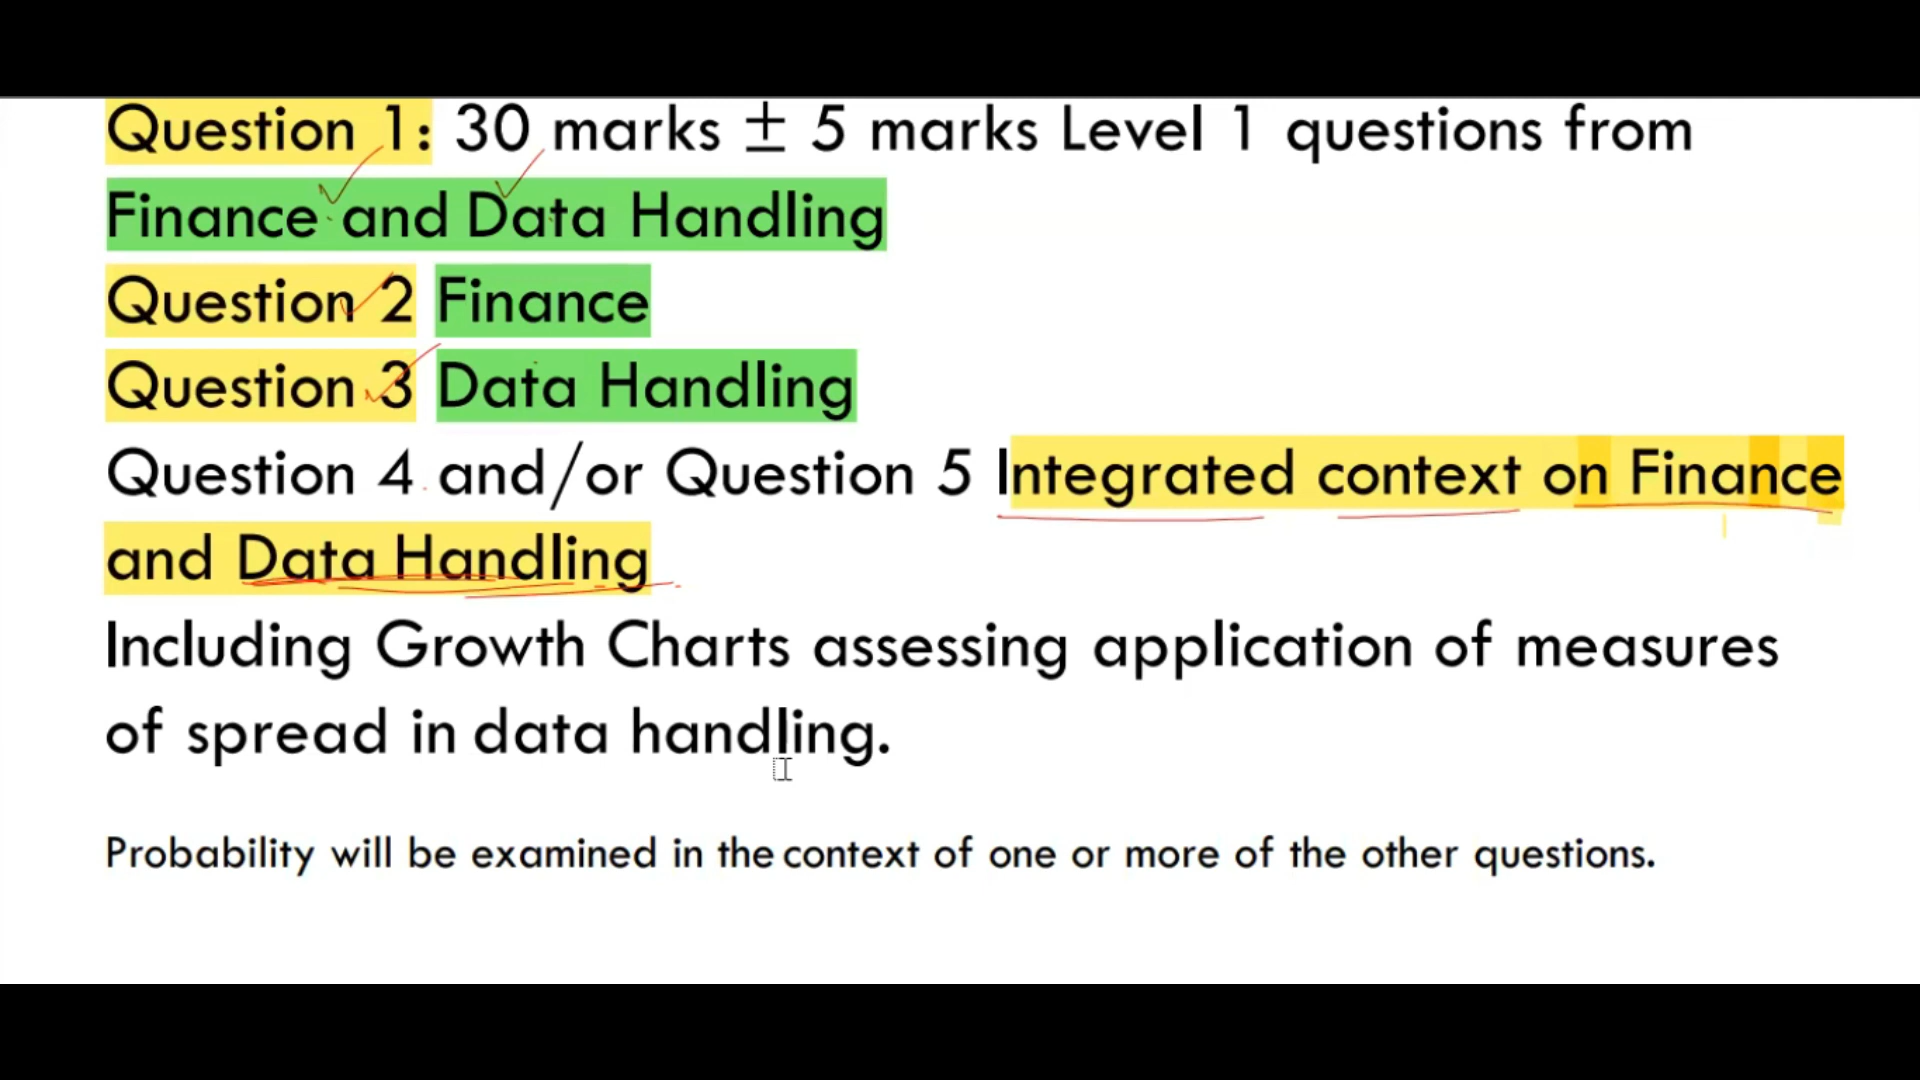 Question 1: 30 marks ± 5 marks Level 1 questions from
Finance and Data Handling
Question 2 Finance
Question 3 Data Handling
Question 4 and/or Question 5 Integrated context on Finance
and Data Handling
Including Growth Charts assessing application of measures
of spread in data handling.
Probability will be examined in the context of one or more of the other questions.